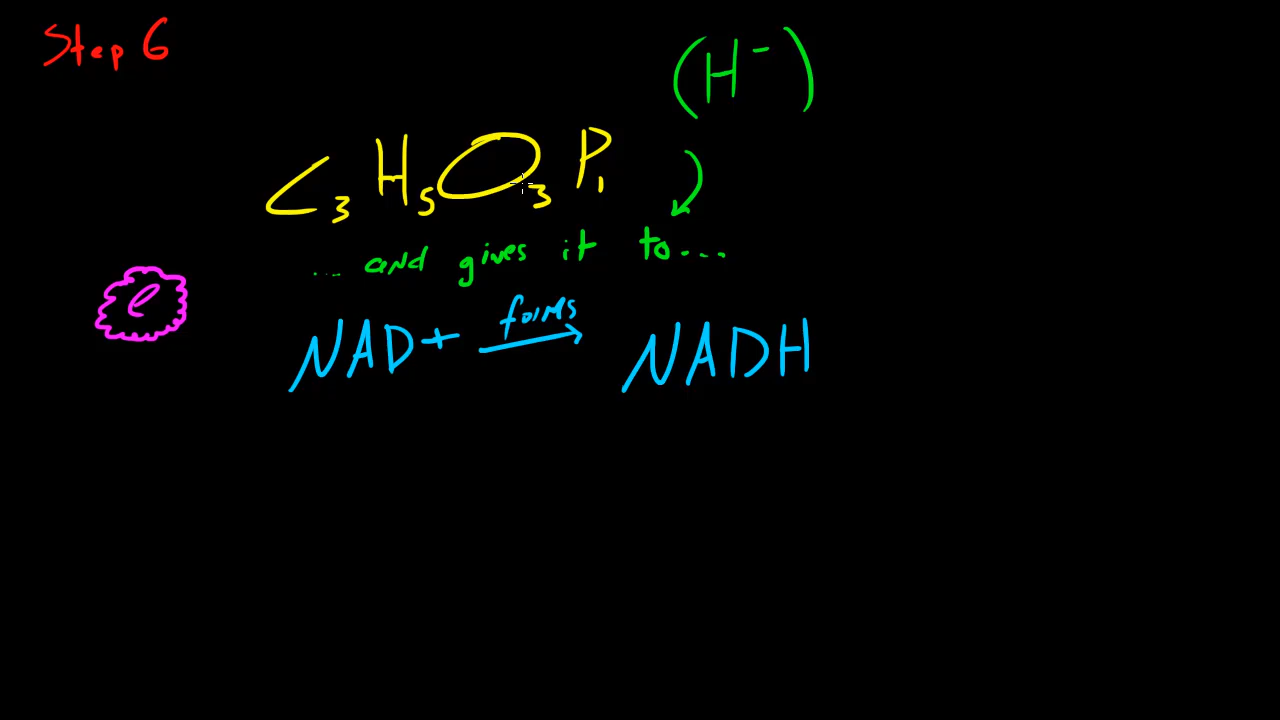 Step 6
(H⁻)
C₃H₅O₃P₁
... and gives it to...
e
forms
NAD+ → NADH